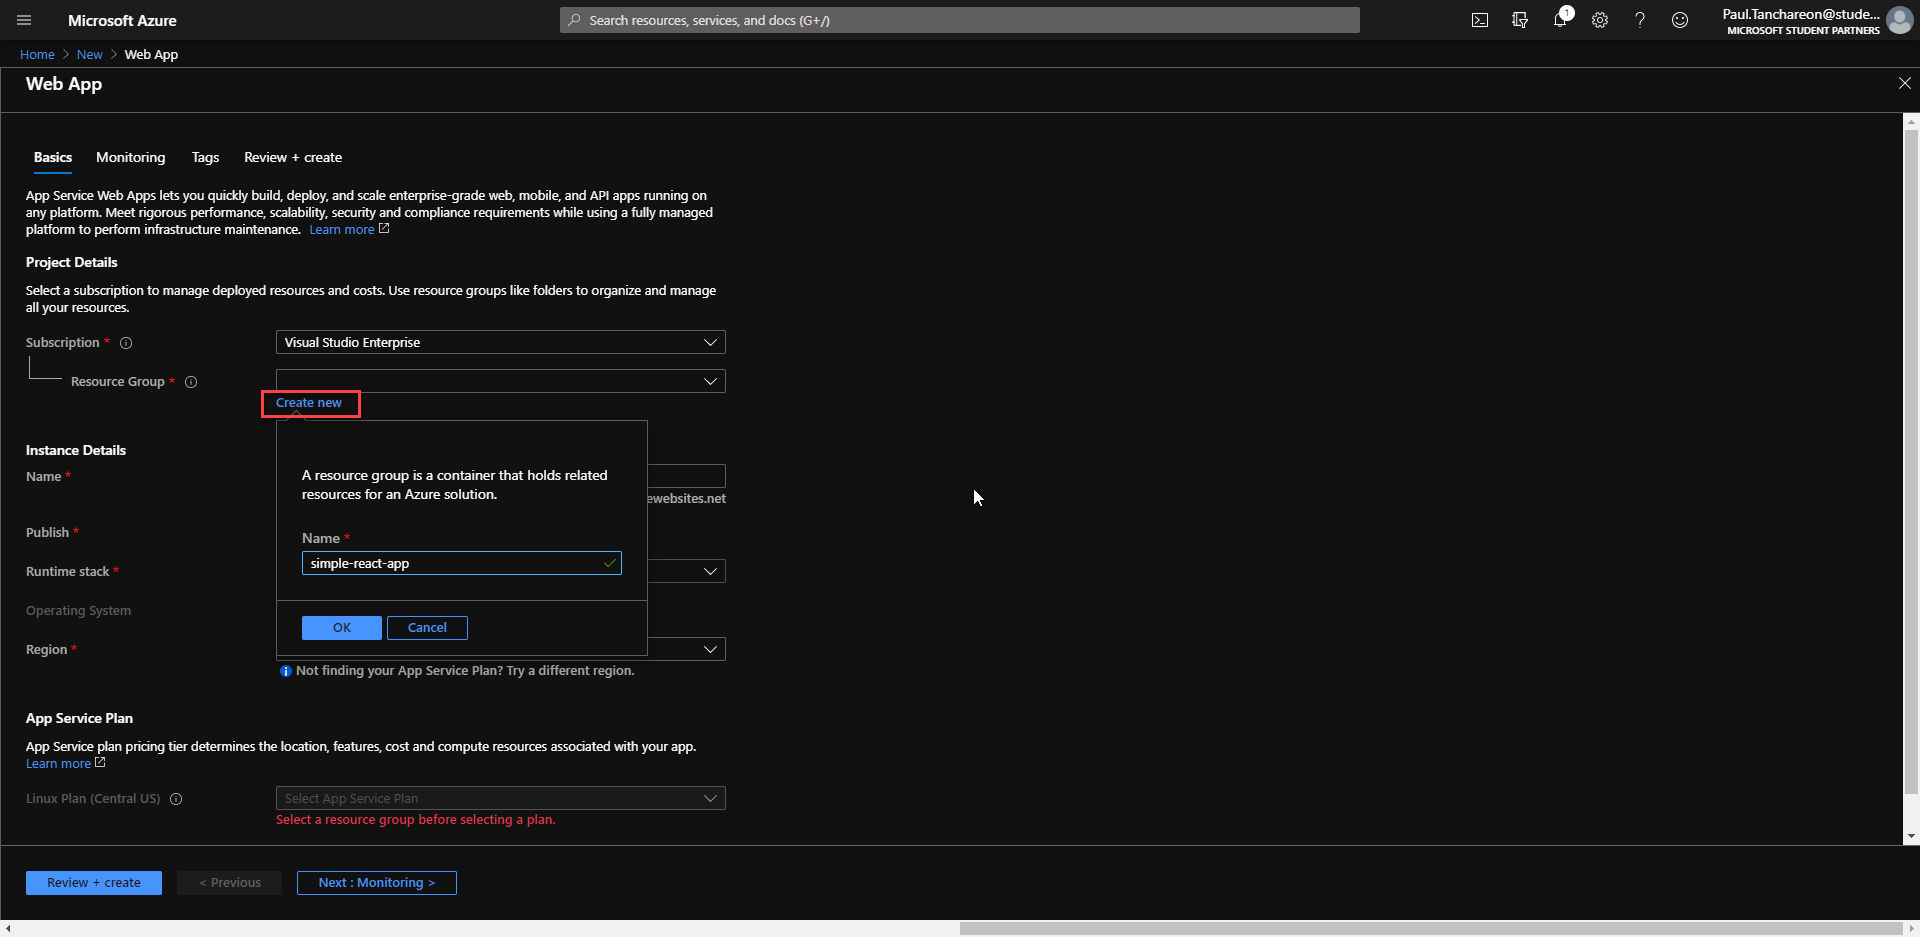 Microsoft Azure
Search resources, services, and docs (G+/)
1
Paul.Tanchareon@stude...
MICROSOFT STUDENT PARTNERS
Home > New > Web App
Web App
Basics Monitoring Tags Review + create
App Service Web Apps lets you quickly build, deploy, and scale enterprise-grade web, mobile, and API apps running on
any platform. Meet rigorous performance, scalability, security and compliance requirements while using a fully managed
platform to perform infrastructure maintenance. Learn more
Project Details
Select a subscription to manage deployed resources and costs. Use resource groups like folders to organize and manage
all your resources.
Subscription * Visual Studio Enterprise
Resource Group *
Create new
A resource group is a container that holds related
resources for an Azure solution.
Name *
simple-react-app
OK Cancel
Instance Details
Name *
ewebsites.net
Publish *
Runtime stack *
Operating System
Region *
Not finding your App Service Plan? Try a different region.
App Service Plan
App Service plan pricing tier determines the location, features, cost and compute resources associated with your app.
Learn more
Linux Plan (Central US) Select App Service Plan
Select a resource group before selecting a plan.
Review + create < Previous Next : Monitoring >